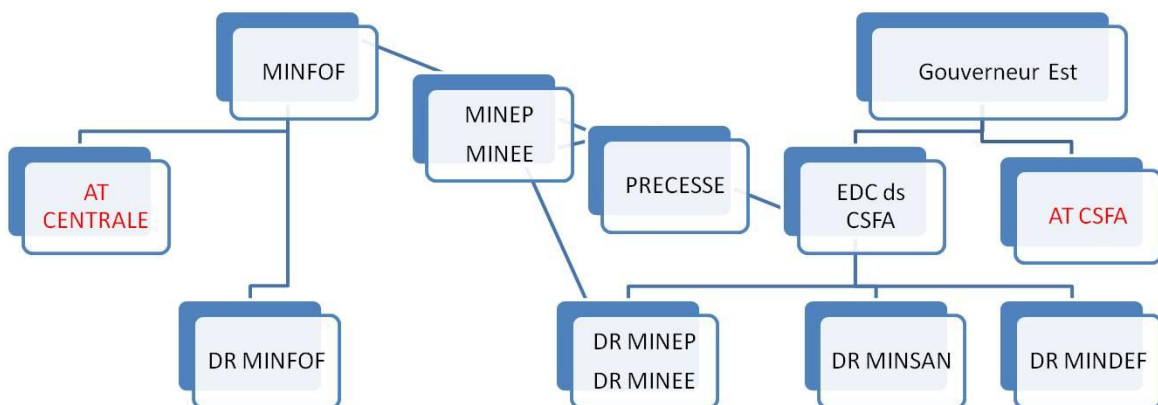 MINFOF
Gouverneur Est
MINEP
MINEE
PRECESSE
EDC ds
CSFA
AT
CENTRALE
AT CSFA
DR MINFOF
DR MINEP
DR MINEE
DR MINSAN
DR MINDEF